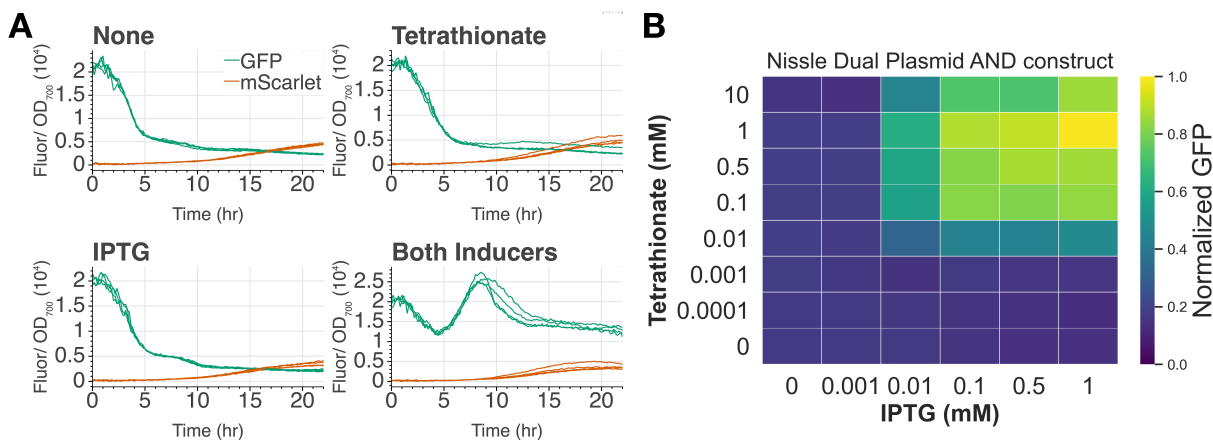 A
None
Fluor/ OD700 (10⁴)
2
1.5
1
0.5
0
GFP
mScarlet
0 5 10 15 20
Time (hr)
Tetrathionate
Fluor/ OD700 (10⁴)
2
1.5
1
0.5
0
0 5 10 15 20
Time (hr)
IPTG
Fluor/ OD700 (10⁴)
2
1.5
1
0.5
0
0 5 10 15 20
Time (hr)
Both Inducers
Fluor/ OD700 (10⁴)
2.5
2
1.5
1
0.5
0
0 5 10 15 20
Time (hr)
B
Nissle Dual Plasmid AND construct
Tetrathionate (mM)
10
1
0.5
0.1
0.01
0.001
0.0001
0
0 0.001 0.01 0.1 0.5 1
IPTG (mM)
1.0
0.8
0.6
0.4
0.2
0.0
Normalized GFP